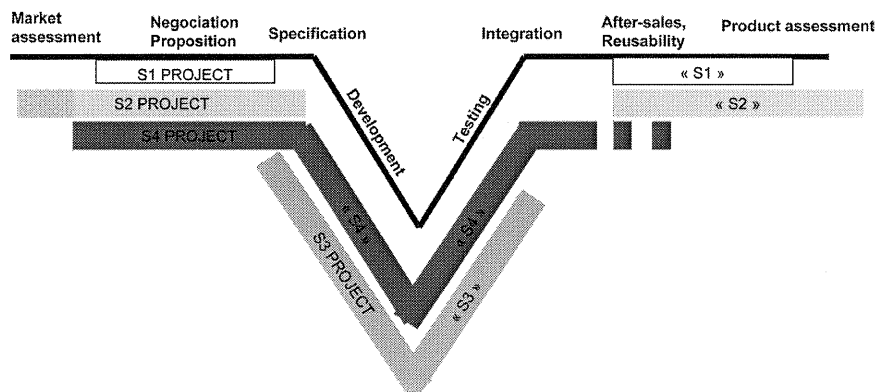 Market
assessment
Negociation
Proposition
Specification
Integration
After-sales,
Reusability
Product assessment
S1 PROJECT
« S1 »
S2 PROJECT
« S2 »
S4 PROJECT
Development
Testing
« S4 »
« S4 »
S3 PROJECT
« S3 »